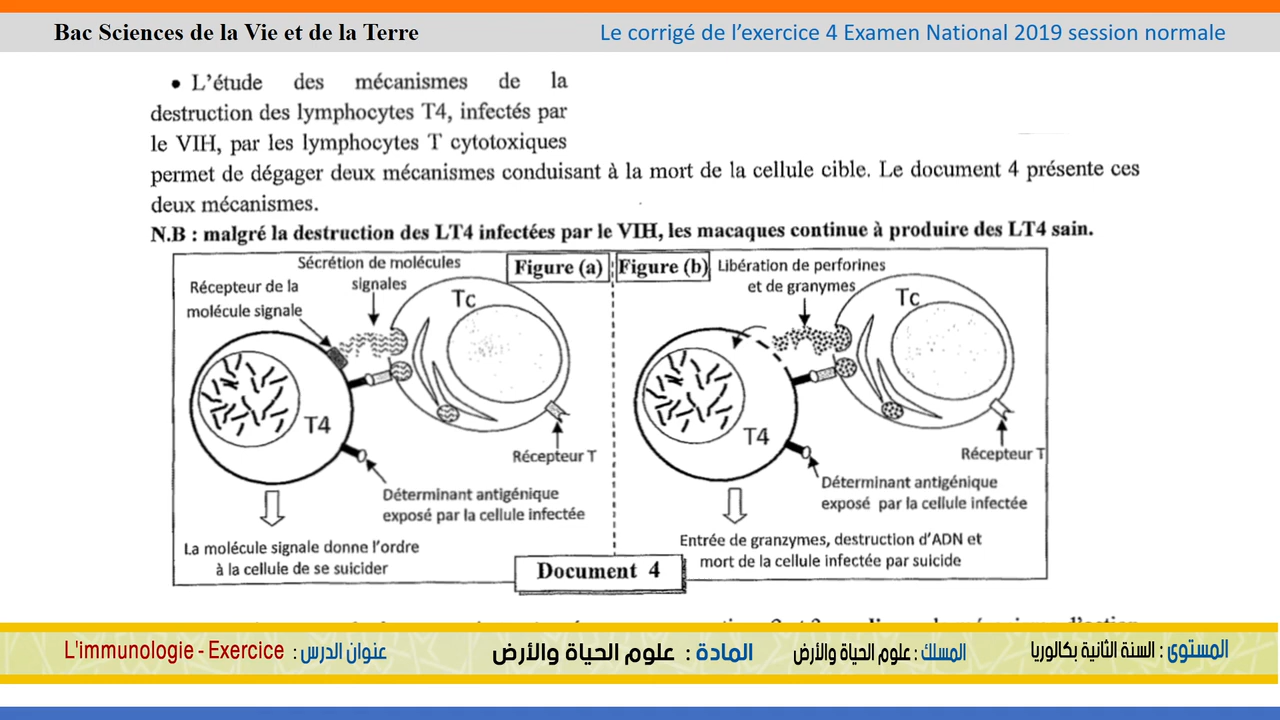 Bac Sciences de la Vie et de la Terre
Le corrigé de l'exercice 4 Examen National 2019 session normale
• L'étude des mécanismes de la
destruction des lymphocytes T4, infectés par
le VIH, par les lymphocytes T cytotoxiques
permet de dégager deux mécanismes conduisant à la mort de la cellule cible. Le document 4 présente ces
deux mécanismes.
N.B : malgré la destruction des LT4 infectées par le VIH, les macaques continue à produire des LT4 sain.
Sécrétion de molécules
signales
Figure (a)
Récepteur de la
molécule signale
Tc
T4
Récepteur T
Déterminant antigénique
exposé par la cellule infectée
La molécule signale donne l'ordre
à la cellule de se suicider
Figure (b)
Libération de perforines
et de granymes
Tc
T4
Récepteur T
Déterminant antigénique
exposé par la cellule infectée
Entrée de granzymes, destruction d'ADN et
mort de la cellule infectée par suicide
Document 4
المستوى : السنة الثانية بكالوريا
المسلك : علوم الحياة والأرض
المادة : علوم الحياة والأرض
عنوان الدرس : L'immunologie - Exercice